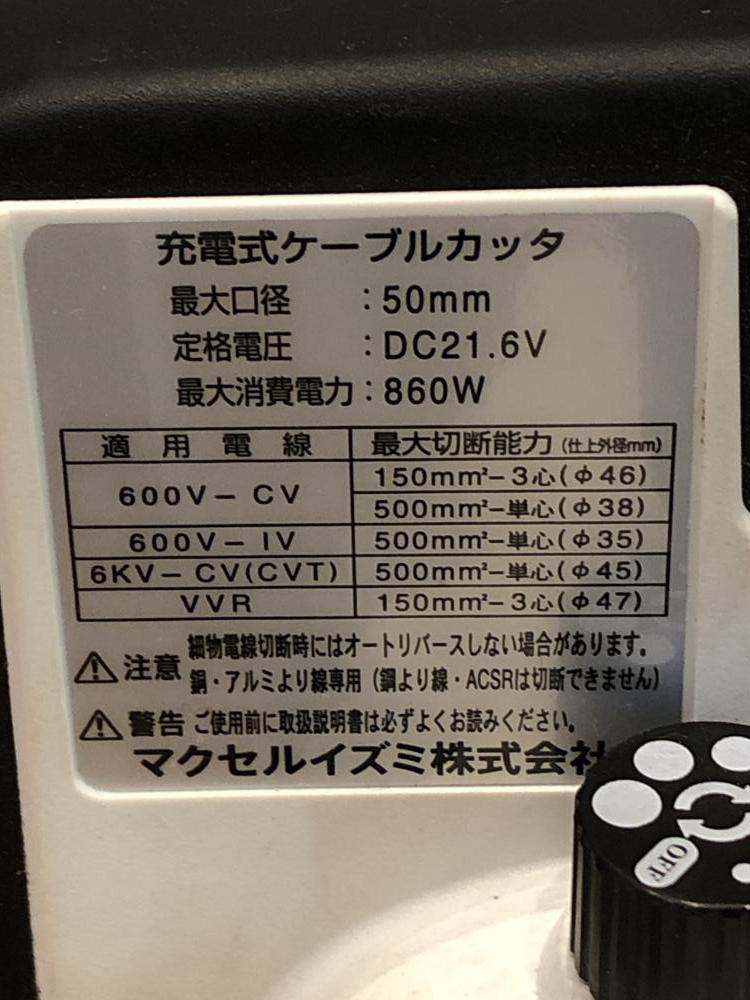 充電式ケーブルカッタ
最大口径 :50mm
定格電圧 :DC21.6V
最大消費電力:860W
適用電線 最大切断能力(仕上外径mm)
600V-CV 150mm²-3心(φ46)
500mm²-単心(φ38)
600V-IV 500mm²-単心(φ35)
6KV-CV(CVT) 500mm²-単心(φ45)
VVR 150mm²-3心(φ47)
注意 細物電線切断時にはオートリバースしない場合があります。
銅・アルミより線専用(鋼より線・ACSRは切断できません)
警告 ご使用前に取扱説明書は必ずよくお読みください。
マクセルイズミ株式会社
OFF